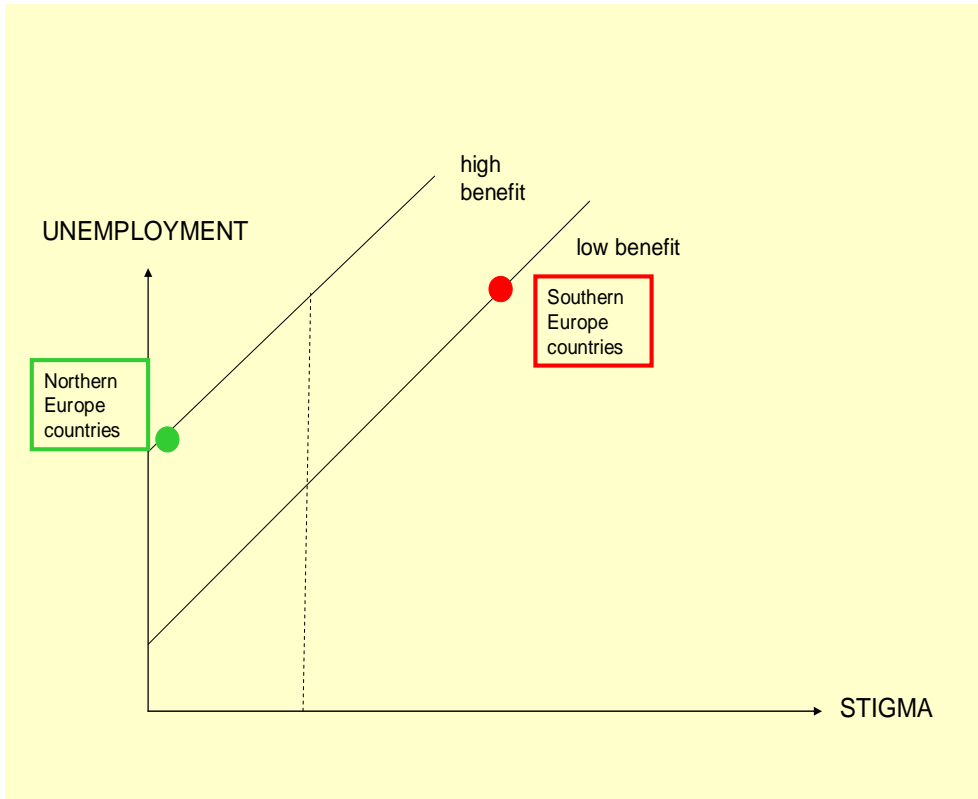 high
benefit
UNEMPLOYMENT
low benefit
Southern
Europe
countries
Northern
Europe
countries
STIGMA